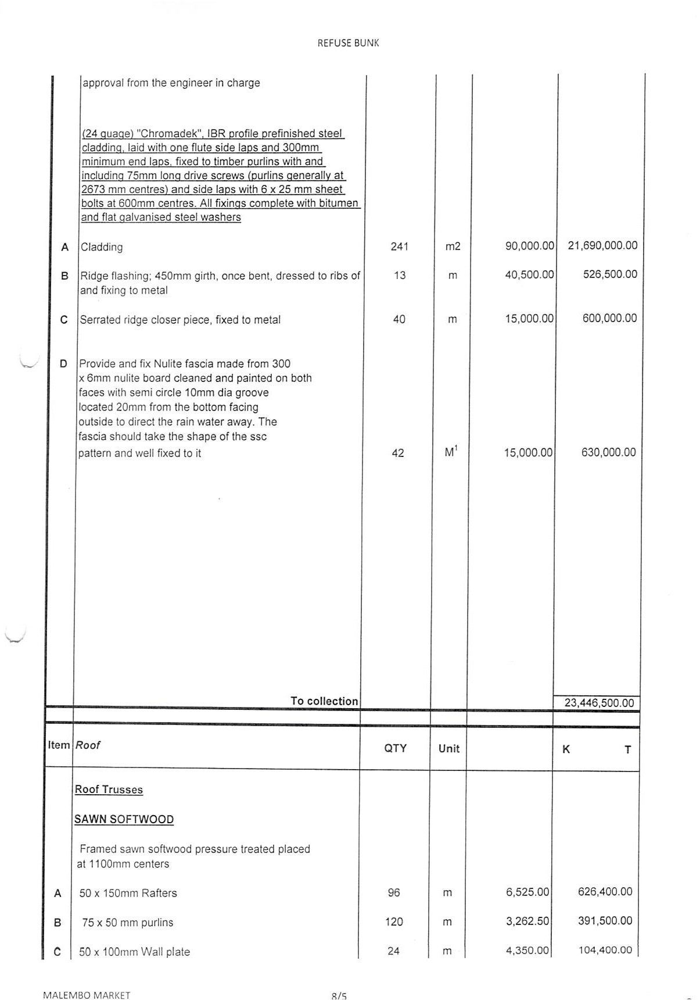 REFUSE BUNK
approval from the engineer in charge
(24 guage) "Chromadek", IBR profile prefinished steel
cladding, laid with one flute side laps and 300mm
minimum end laps, fixed to timber purlins with and
including 75mm long drive screws (purlins generally at
2673 mm centres) and side laps with 6 x 25 mm sheet
bolts at 600mm centres. All fixings complete with bitumen
and flat galvanised steel washers
A Cladding 241 m2 90,000.00 21,690,000.00
B Ridge flashing; 450mm girth, once bent, dressed to ribs of 13 m 40,500.00 526,500.00
and fixing to metal
C Serrated ridge closer piece, fixed to metal 40 m 15,000.00 600,000.00
D Provide and fix Nulite fascia made from 300
x 6mm nulite board cleaned and painted on both
faces with semi circle 10mm dia groove
located 20mm from the bottom facing
outside to direct the rain water away. The
fascia should take the shape of the ssc
pattern and well fixed to it 42 M¹ 15,000.00 630,000.00
To collection 23,446,500.00
Item Roof QTY Unit K T
Roof Trusses
SAWN SOFTWOOD
Framed sawn softwood pressure treated placed
at 1100mm centers
A 50 x 150mm Rafters 96 m 6,525.00 626,400.00
B 75 x 50 mm purlins 120 m 3,262.50 391,500.00
C 50 x 100mm Wall plate 24 m 4,350.00 104,400.00
MALEMBO MARKET 8/5